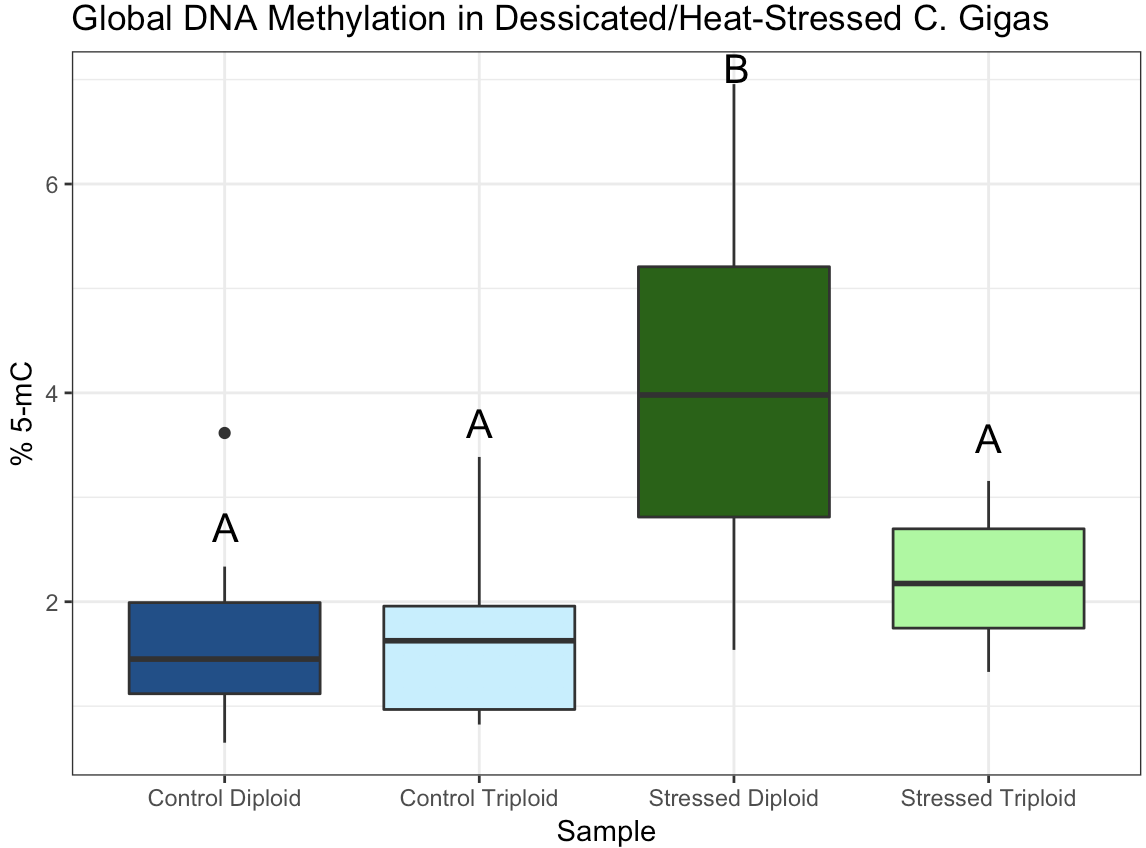 Global DNA Methylation in Dessicated/Heat-Stressed C. Gigas
B
A
A
A
6
4
2
% 5-mC
Control Diploid
Control Triploid
Stressed Diploid
Stressed Triploid
Sample